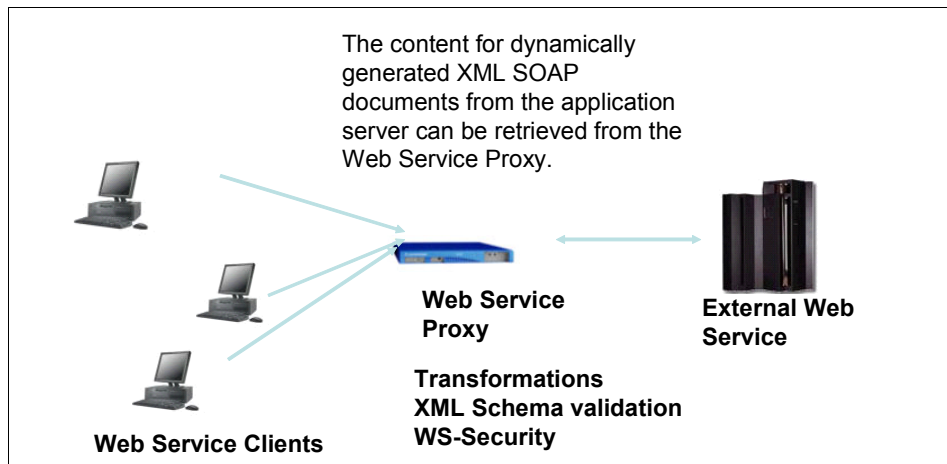 The content for dynamically
generated XML SOAP
documents from the application
server can be retrieved from the
Web Service Proxy.
Web Service
Proxy
External Web
Service
Transformations
XML Schema validation
WS-Security
Web Service Clients